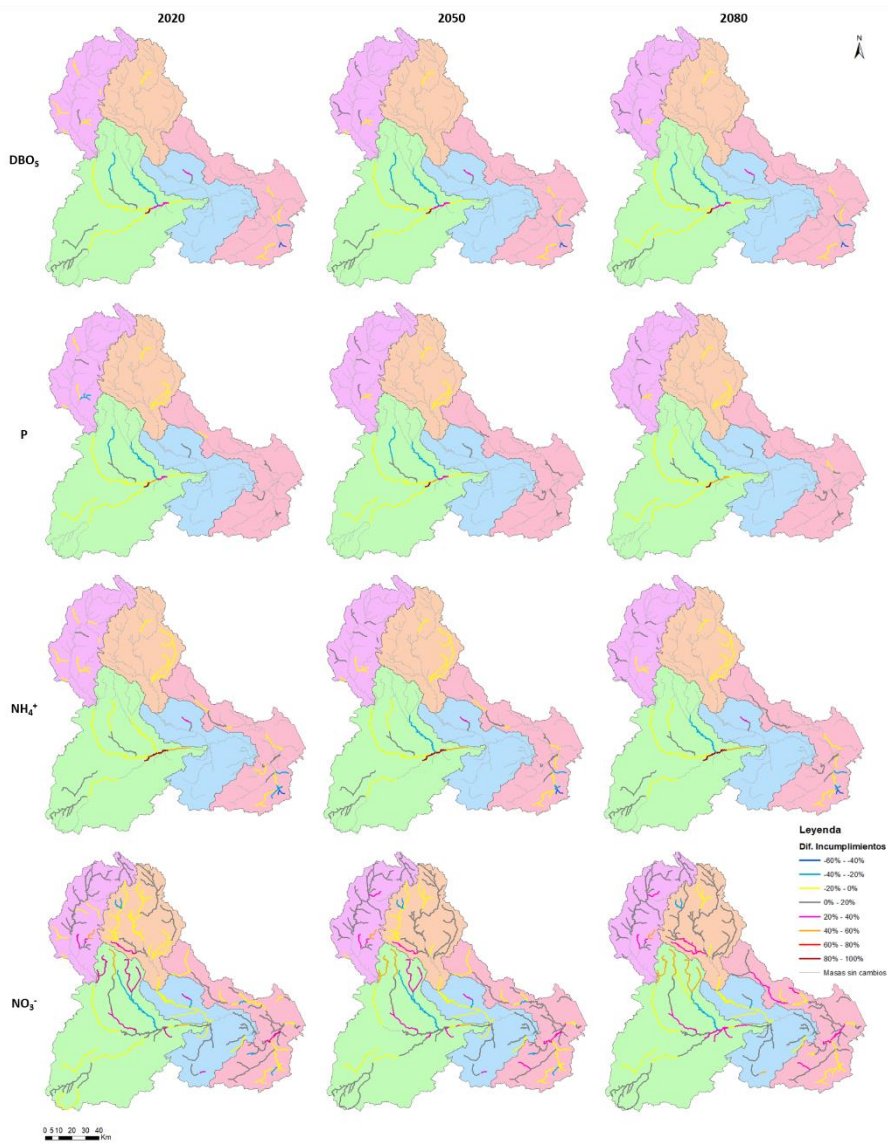 2020 2050 2080
N
DBO₅
P
NH₄⁺
Leyenda
Dif. Incumplimientos
-60% - -40%
-40% - -20%
-20% - 0%
0% - 20%
20% - 40%
40% - 60%
60% - 80%
80% - 100%
Masas sin cambios
NO₃⁻
0 5 10 20 30 40
Km